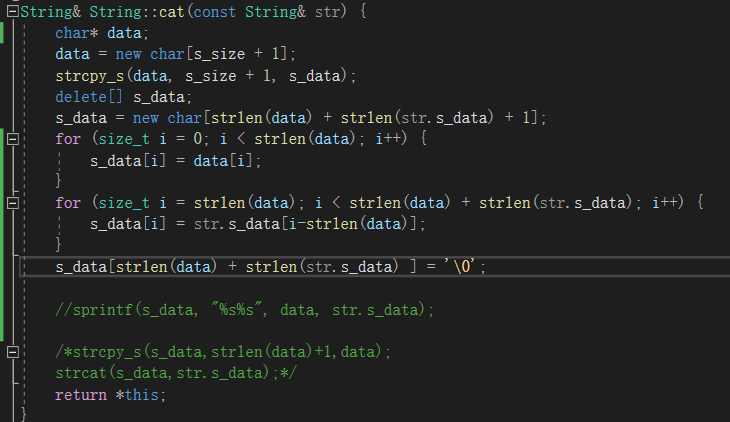 String& String::cat(const String& str) {
char* data;
data = new char[s_size + 1];
strcpy_s(data, s_size + 1, s_data);
delete[] s_data;
s_data = new char[strlen(data) + strlen(str.s_data) + 1];
for (size_t i = 0; i < strlen(data); i++) {
s_data[i] = data[i];
}
for (size_t i = strlen(data); i < strlen(data) + strlen(str.s_data); i++) {
s_data[i] = str.s_data[i-strlen(data)];
}
s_data[strlen(data) + strlen(str.s_data) ] = '\0';
//sprintf(s_data, "%s%s", data, str.s_data);
/*strcpy_s(s_data,strlen(data)+1,data);
strcat(s_data,str.s_data);*/
return *this;
}